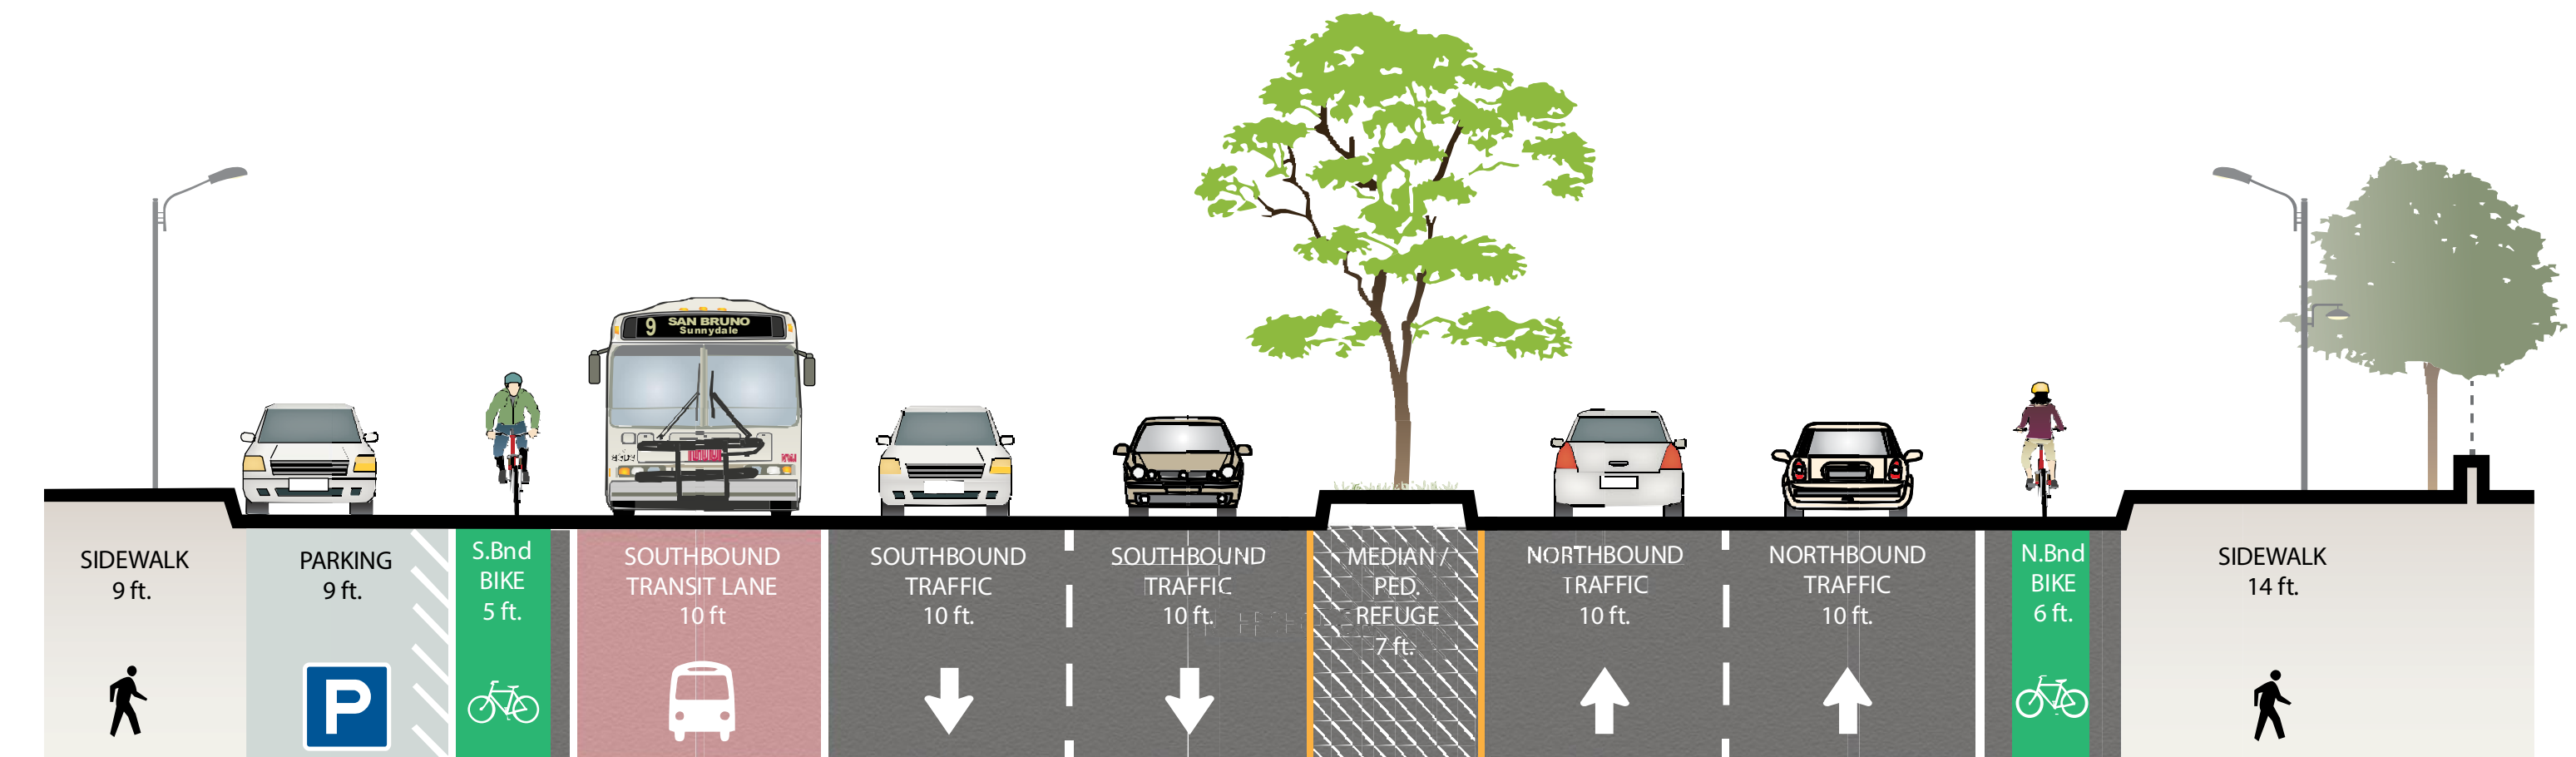 9 SAN BRUNO
Sunnydale
SIDEWALK
9 ft.
PARKING
9 ft.
P
S.Bnd
BIKE
5 ft.
SOUTHBOUND
TRANSIT LANE
10 ft
SOUTHBOUND
TRAFFIC
10 ft.
SOUTHBOUND
TRAFFIC
10 ft.
MEDIAN /
PED.
REFUGE
7 ft.
NORTHBOUND
TRAFFIC
10 ft.
NORTHBOUND
TRAFFIC
10 ft.
N.Bnd
BIKE
6 ft.
SIDEWALK
14 ft.